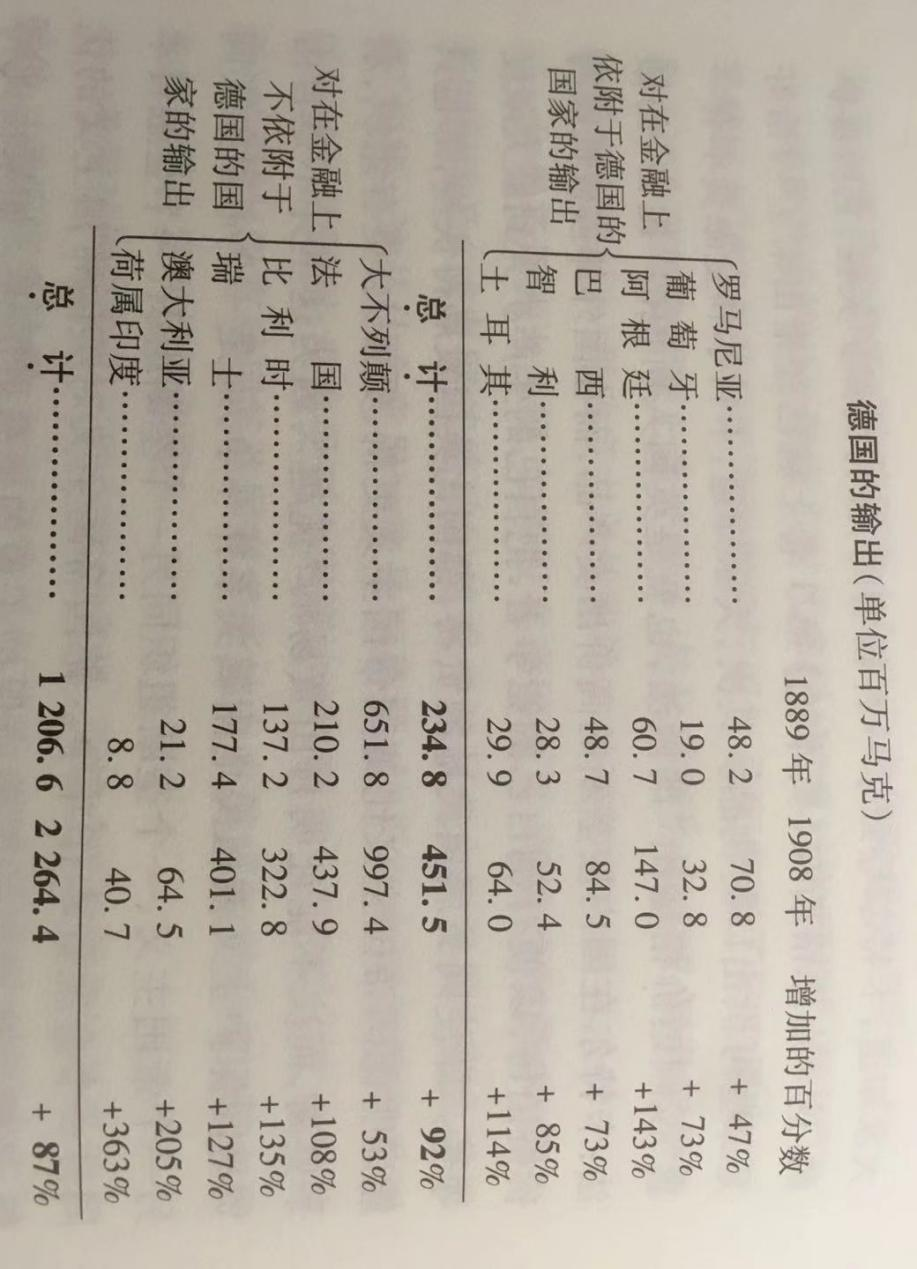 德国的输出(单位百万马克)
1889年 1908年 增加的百分数
对在金融上依附于德国的国家的输出
罗马尼亚……………… 48.2 70.8 + 47%
葡萄牙……………… 19.0 32.8 + 73%
阿根廷……………… 60.7 147.0 +143%
巴西……………… 48.7 84.5 + 73%
智利……………… 28.3 52.4 + 85%
土耳其……………… 29.9 64.0 +114%
总计……………… 234.8 451.5 + 92%
对在金融上不依附于德国的国家的输出
大不列颠……………… 651.8 997.4 + 53%
法国……………… 210.2 437.9 +108%
比利时……………… 137.2 322.8 +135%
瑞士……………… 177.4 401.1 +127%
澳大利亚……………… 21.2 64.5 +205%
荷属印度……………… 8.8 40.7 +363%
总计……………… 1 206.6 2 264.4 + 87%